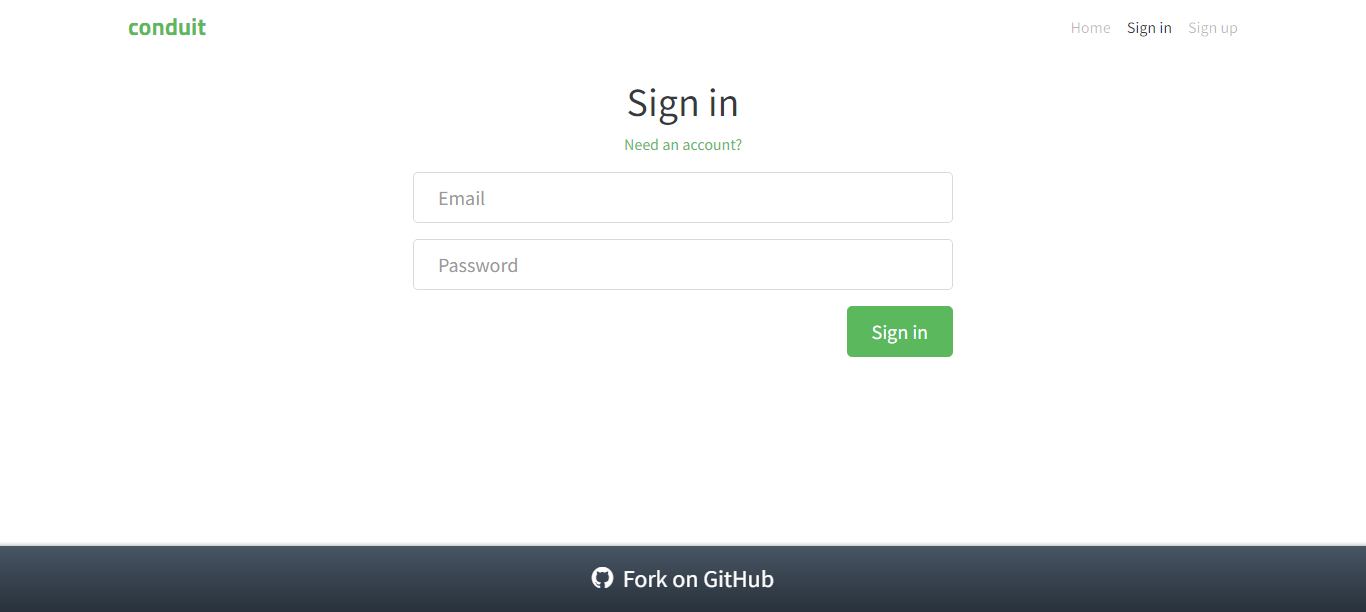 conduit
Home Sign in Sign up
Sign in
Need an account?
Email
Password
Sign in
Fork on GitHub